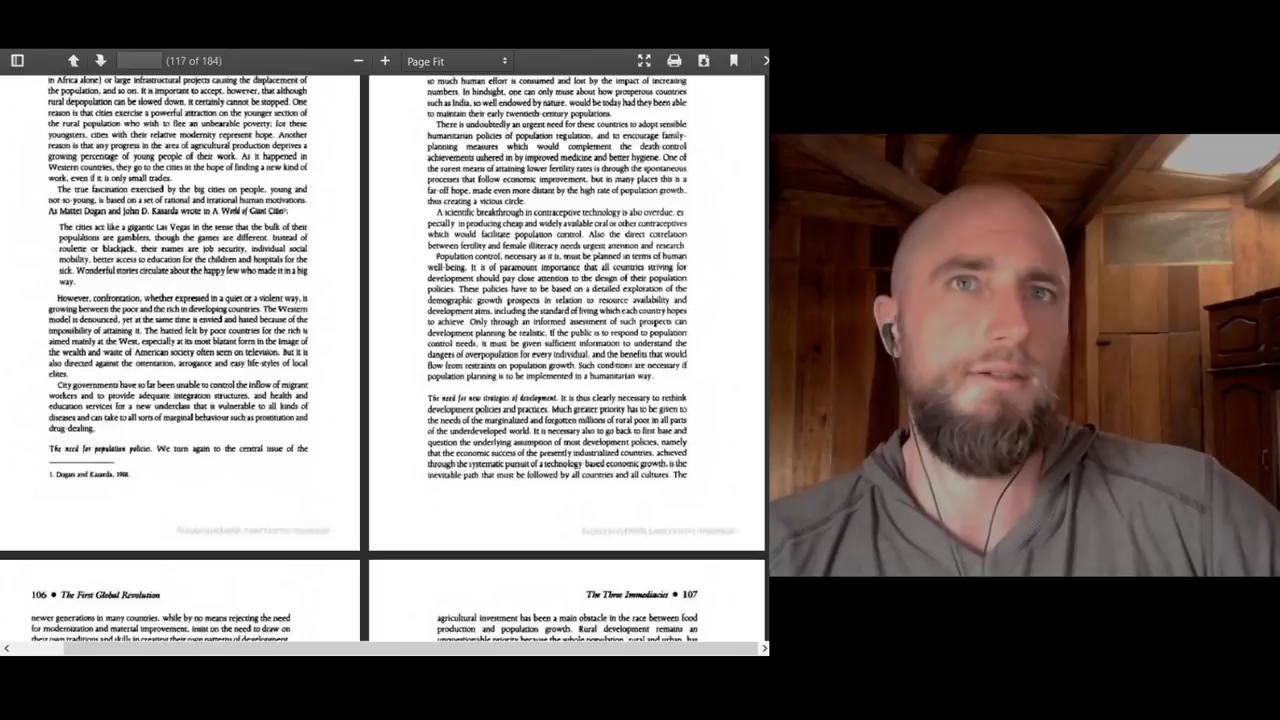 (117 of 184)
Page Fit
in Africa alone) or large infrastructural projects causing the displacement of
the population, and so on. It is important to accept, however, that although
rural depopulation can be slowed down, it certainly cannot be stopped. One
reason is that cities exercise a powerful attraction on the younger section of
the rural population who wish to flee an unbearable poverty; for these
youngsters, cities with their relative modernity represent hope. Another
reason is that any progress in the area of agricultural production deprives a
growing percentage of young people of their work. As it happened in
Western countries, they go to the cities in the hope of finding a new kind of
work, even if it is only small trades.
The true fascination exercised by the big cities on people, young and
not-so-young, is based on a set of rational and irrational human motivations.
As Mattei Dogan and John D. Kasarda wrote in A World of Giant Cities¹:
The cities act like a gigantic Las Vegas in the sense that the bulk of their
populations are gamblers, though the games are different. Instead of
roulette or blackjack, their names are job security, individual social
mobility, better access to education for the children and hospitals for the
sick. Wonderful stories circulate about the happy few who made it in a big
way.
However, confrontation, whether expressed in a quiet or a violent way, is
growing between the poor and the rich in developing countries. The Western
model is denounced, yet at the same time is envied and hated because of the
impossibility of attaining it. The hatred felt by poor countries for the rich is
aimed mainly at the West, especially at its most blatant form in the image of
the wealth and waste of American society often seen on television. But it is
also directed against the ostentation, arrogance and easy life-styles of local
elites.
City governments have so far been unable to control the inflow of migrant
workers and to provide adequate integration structures, and health and
education services for a new underclass that is vulnerable to all kinds of
diseases and can take to all sorts of marginal behaviour such as prostitution and
drug-dealing.
The need for population policies. We turn again to the central issue of the
1. Dogan and Kasarda, 1988.
so much human effort is consumed and lost by the impact of increasing
numbers. In hindsight, one can only muse about how prosperous countries
such as India, so well endowed by nature, would be today had they been able
to maintain their early twentieth-century populations.
There is undoubtedly an urgent need for these countries to adopt sensible
humanitarian policies of population regulation, and to encourage family-
planning measures which would complement the death-control
achievements ushered in by improved medicine and better hygiene. One of
the surest means of attaining lower fertility rates is through the spontaneous
processes that follow economic improvement, but in many places this is a
far-off hope, made even more distant by the high rate of population growth,
thus creating a vicious circle.
A scientific breakthrough in contraceptive technology is also overdue, es
pecially in producing cheap and widely available oral or other contraceptives
which would facilitate population control. Also the direct correlation
between fertility and female illiteracy needs urgent attention and research.
Population control, necessary as it is, must be planned in terms of human
well-being. It is of paramount importance that all countries striving for
development should pay close attention to the design of their population
policies. These policies have to be based on a detailed exploration of the
demographic growth prospects in relation to resource availability and
development aims, including the standard of living which each country hopes
to achieve. Only through an informed assessment of such prospects can
development planning be realistic. If the public is to respond to population
control needs, it must be given sufficient information to understand the
dangers of overpopulation for every individual, and the benefits that would
flow from restraints on population growth. Such conditions are necessary if
population planning is to be implemented in a humanitarian way.
The need for new strategies of development. It is thus clearly necessary to rethink
development policies and practices. Much greater priority has to be given to
the needs of the marginalized and forgotten millions of rural poor in all parts
of the underdeveloped world. It is necessary also to go back to first base and
question the underlying assumption of most development policies, namely
that the economic success of the presently industrialized countries, achieved
through the systematic pursuit of a technology-based economic growth, is the
inevitable path that must be followed by all countries and all cultures. The
106 • The First Global Revolution
newer generations in many countries, while by no means rejecting the need
for modernization and material improvement, insist on the need to draw on
their own traditions and skills in creating their own patterns of development.
The Three Immediacies • 107
agricultural investment has been a main obstacle in the race between food
production and population growth. Rural development remains an
unquestionable priority because the whole population, rural and urban, has